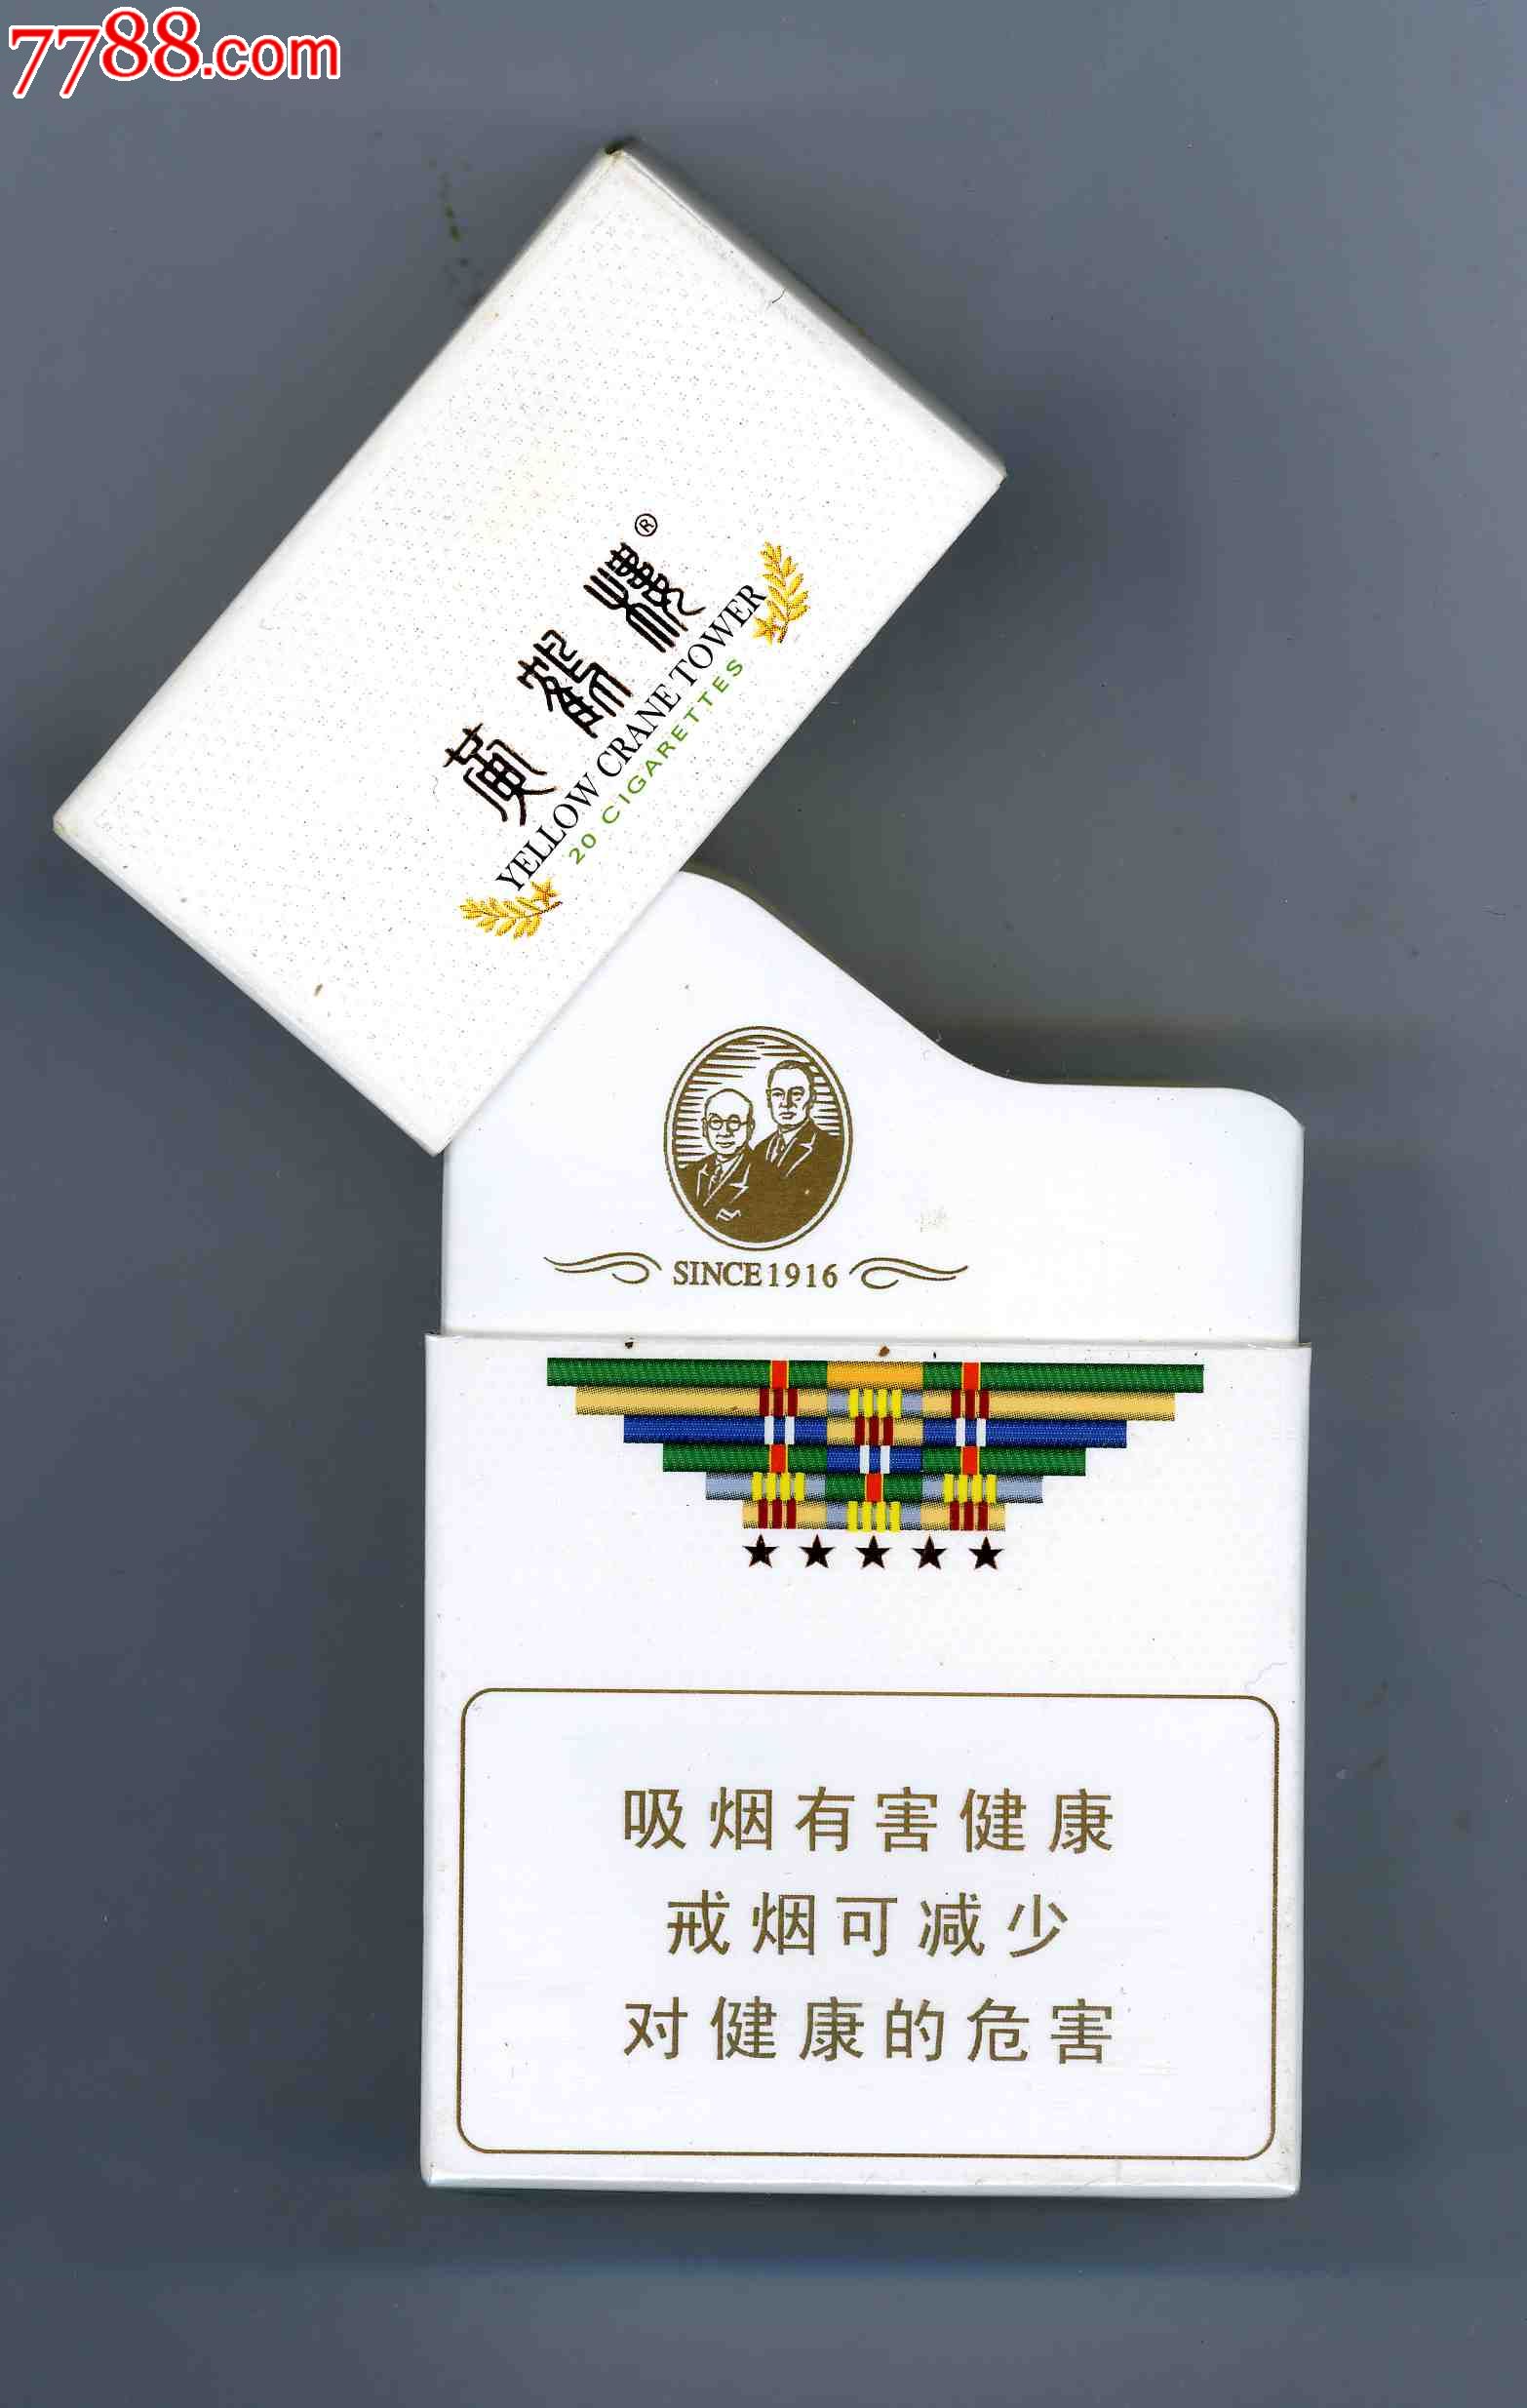 7788.com
黄鹤楼®
YELLOW CRANE TOWER
20 CIGARETTES
SINCE 1916
吸烟有害健康
戒烟可减少
对健康的危害